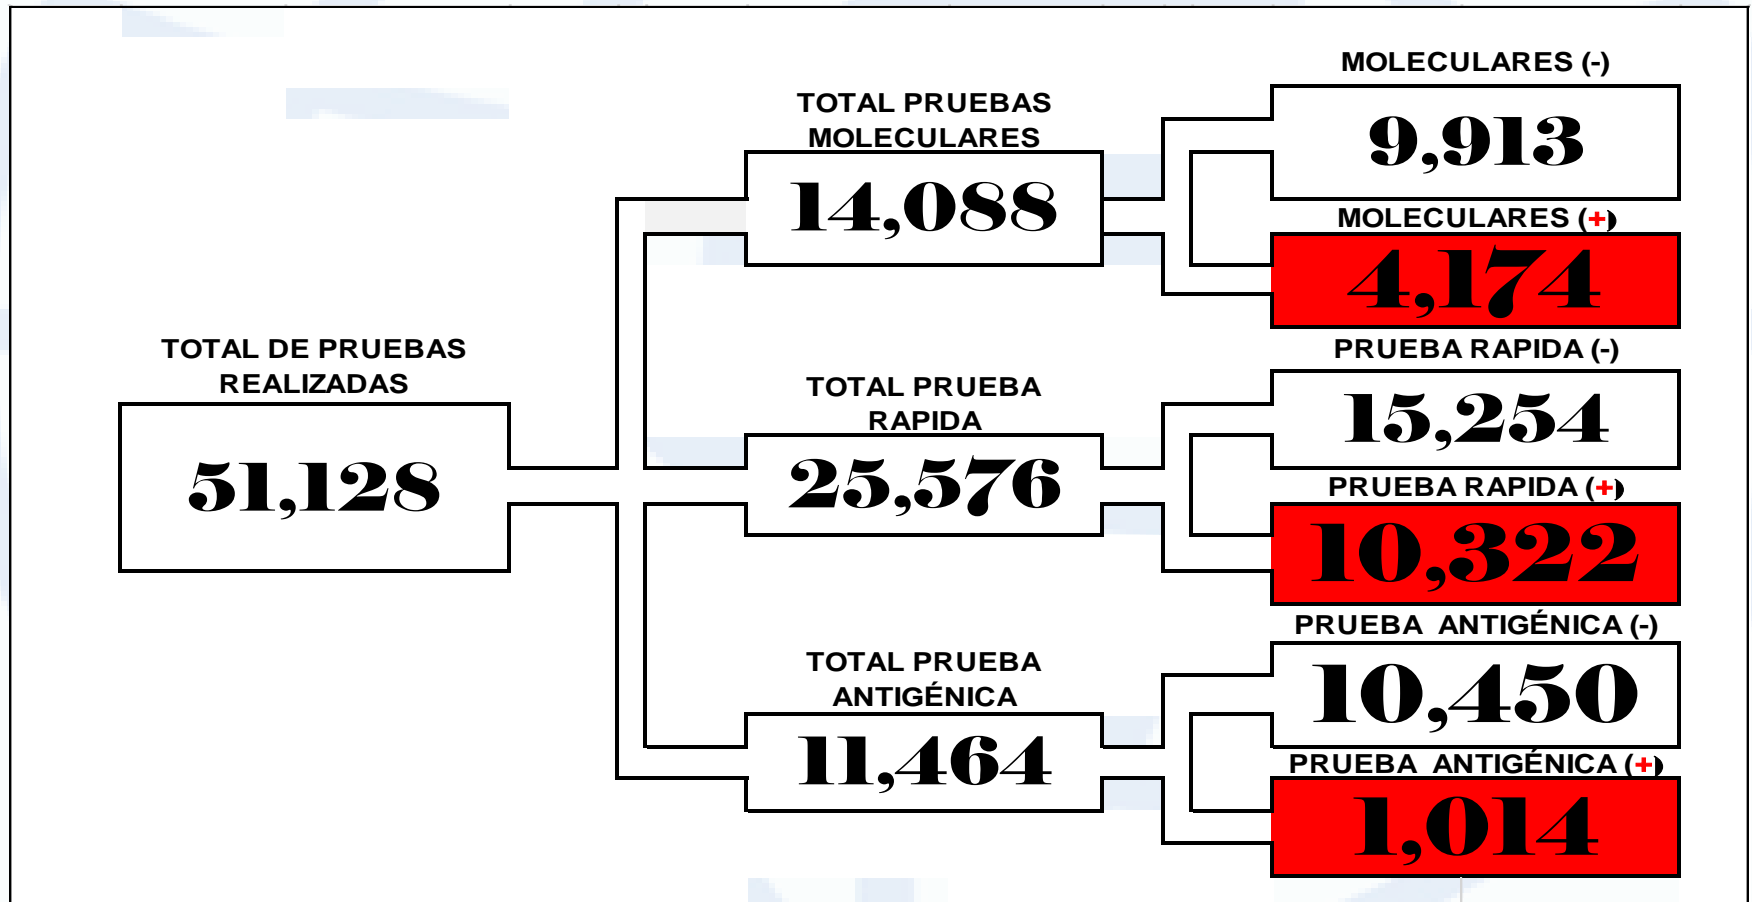 TOTAL DE PRUEBAS
REALIZADAS
51,128
TOTAL PRUEBAS
MOLECULARES
14,088
MOLECULARES (-)
9,913
MOLECULARES (+)
4,174
TOTAL PRUEBA
RAPIDA
25,576
PRUEBA RAPIDA (-)
15,254
PRUEBA RAPIDA (+)
10,322
TOTAL PRUEBA
ANTIGÉNICA
11,464
PRUEBA ANTIGÉNICA (-)
10,450
PRUEBA ANTIGÉNICA (+)
1,014